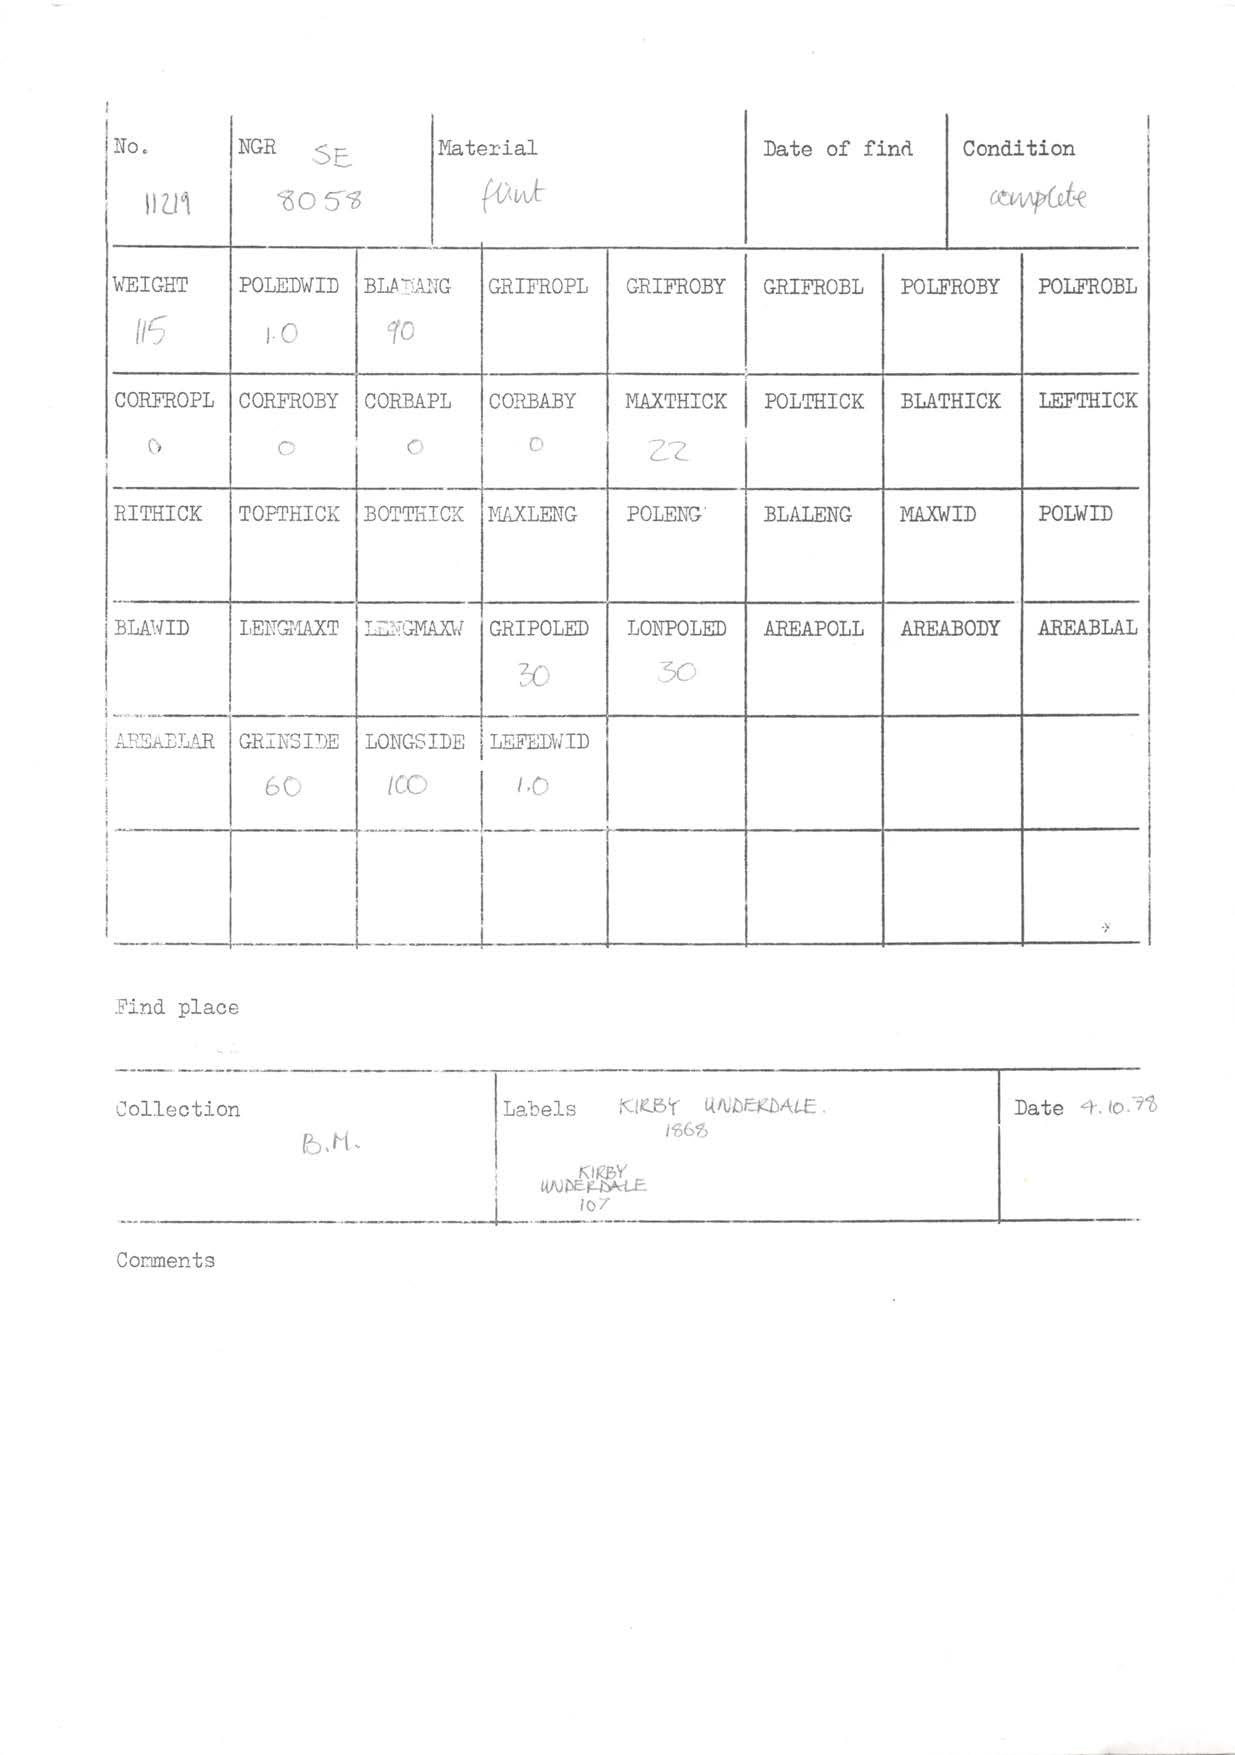 No. NGR SE Material Date of find Condition
11219 8058 flint complete
WEIGHT POLEDWID BLADANG GRIFROPL GRIFROBY GRIFROBL POLFROBY POLFROBL
115 1.0 90
CORFROPL CORFROBY CORBAPL CORBABY MAXTHICK POLTHICK BLATHICK LEFTHICK
0 0 0 0 22
RITHICK TOPTHICK BOTTHICK MAXLENG POLENG BLALENG MAXWID POLWID
BLAWID LENGMAXT LENGMAXW GRIPOLED LONPOLED AREAPOLL AREABODY AREABLAL
30 30
AREABLAR GRINSIDE LONGSIDE LEFEDWID
60 100 1.0
Find place
Collection Labels KIRBY UNDERDALE. Date 4.10.78
B.M. 1868
KIRBY
UNDERDALE
107
Comments